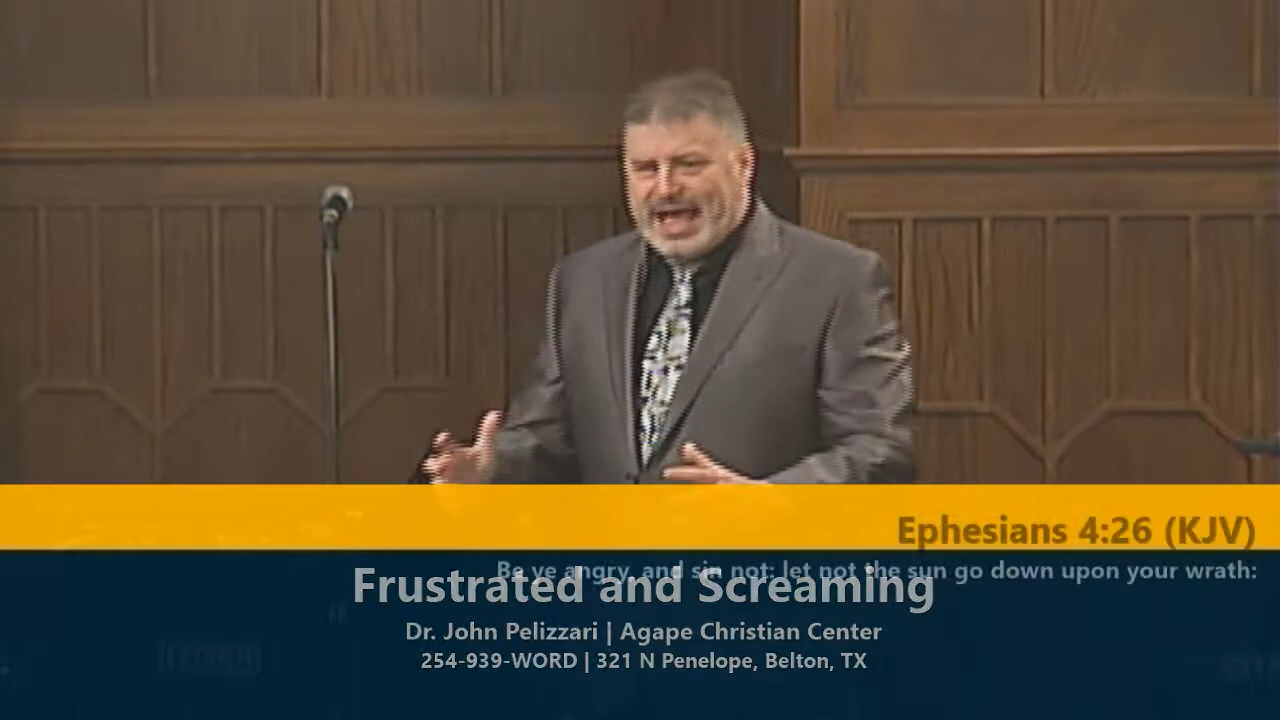 Ephesians 4:26 (KJV)
Be ye angry, and sin not: let not the sun go down upon your wrath:
Frustrated and Screaming
Dr. John Pelizzari | Agape Christian Center
254-939-WORD | 321 N Penelope, Belton, TX